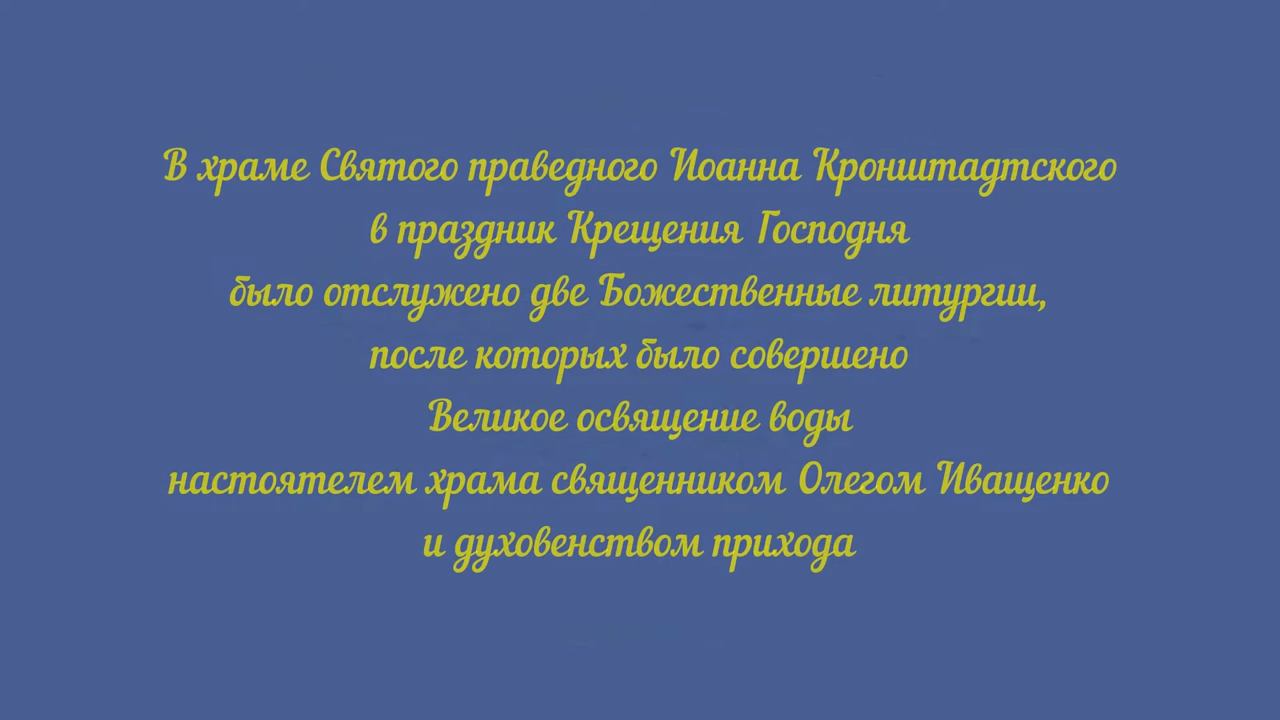 В храме Святого праведного Иоанна Кронштадтского
в праздник Крещения Господня
было отслужено две Божественные литургии,
после которых было совершено
Великое освящение воды
настоятелем храма священником Олегом Иващенко
и духовенством прихода